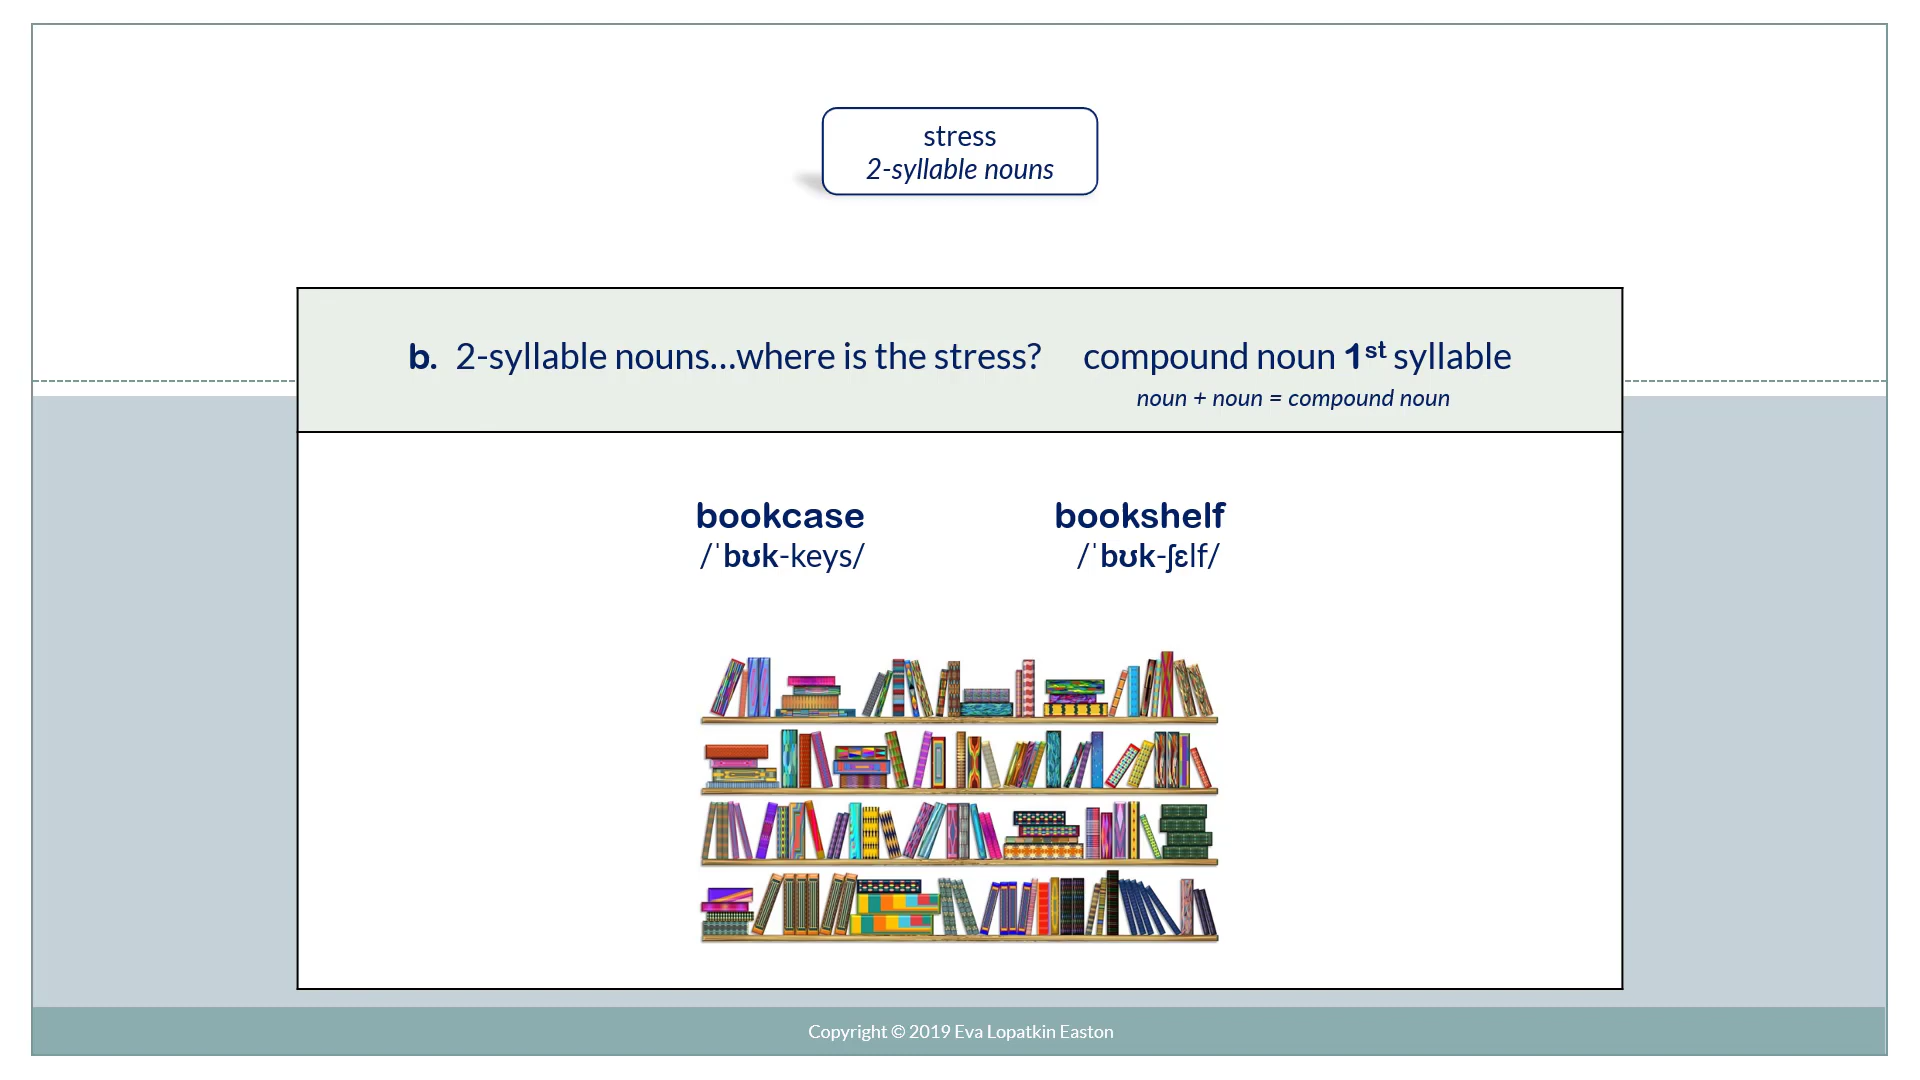 stress
2-syllable nouns
b. 2-syllable nouns...where is the stress? compound noun 1st syllable
noun + noun = compound noun
bookcase bookshelf
/ˈbʊk-keys/ /ˈbʊk-ʃɛlf/
Copyright © 2019 Eva Lopatkin Easton